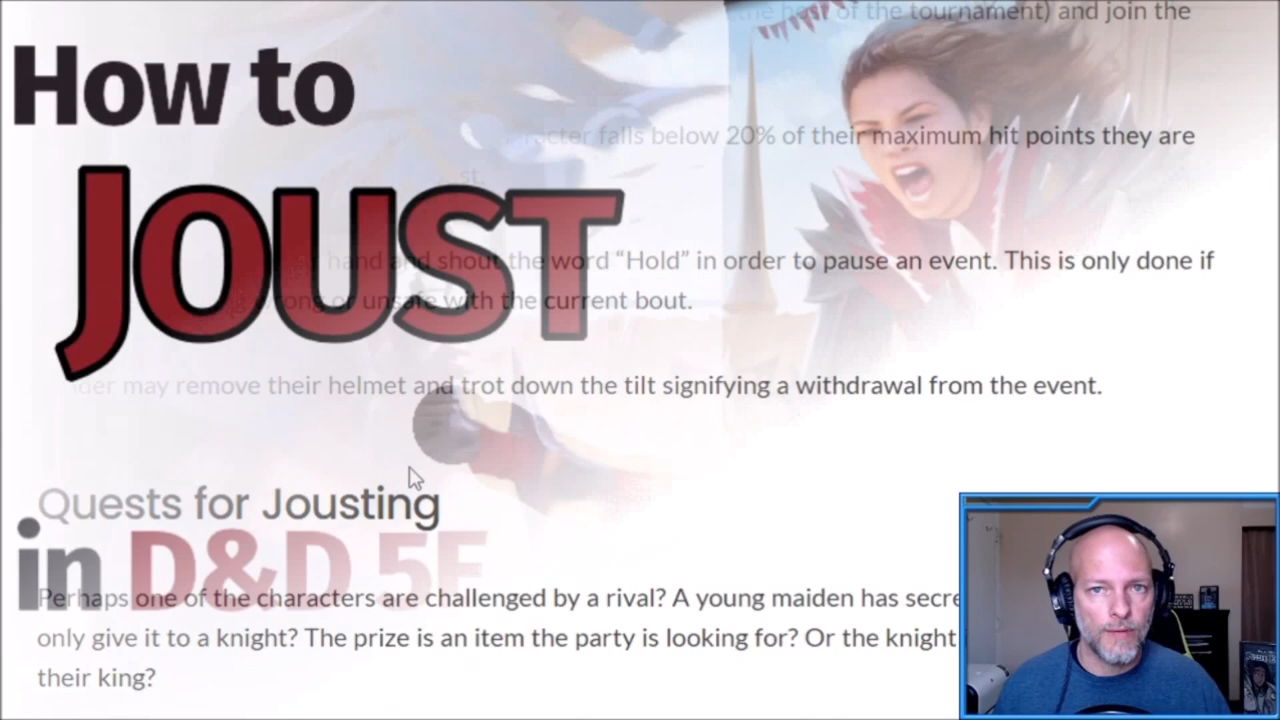 the host of the tournament) and join the
How to
falls below 20% of their maximum hit points they are
st.
JOUST
hand and shout the word “Hold” in order to pause an event. This is only done if
or unsafe with the current bout.
may remove their helmet and trot down the tilt signifying a withdrawal from the event.
Quests for Jousting
in D&D 5E
Perhaps one of the characters are challenged by a rival? A young maiden has secre
only give it to a knight? The prize is an item the party is looking for? Or the knight
their king?